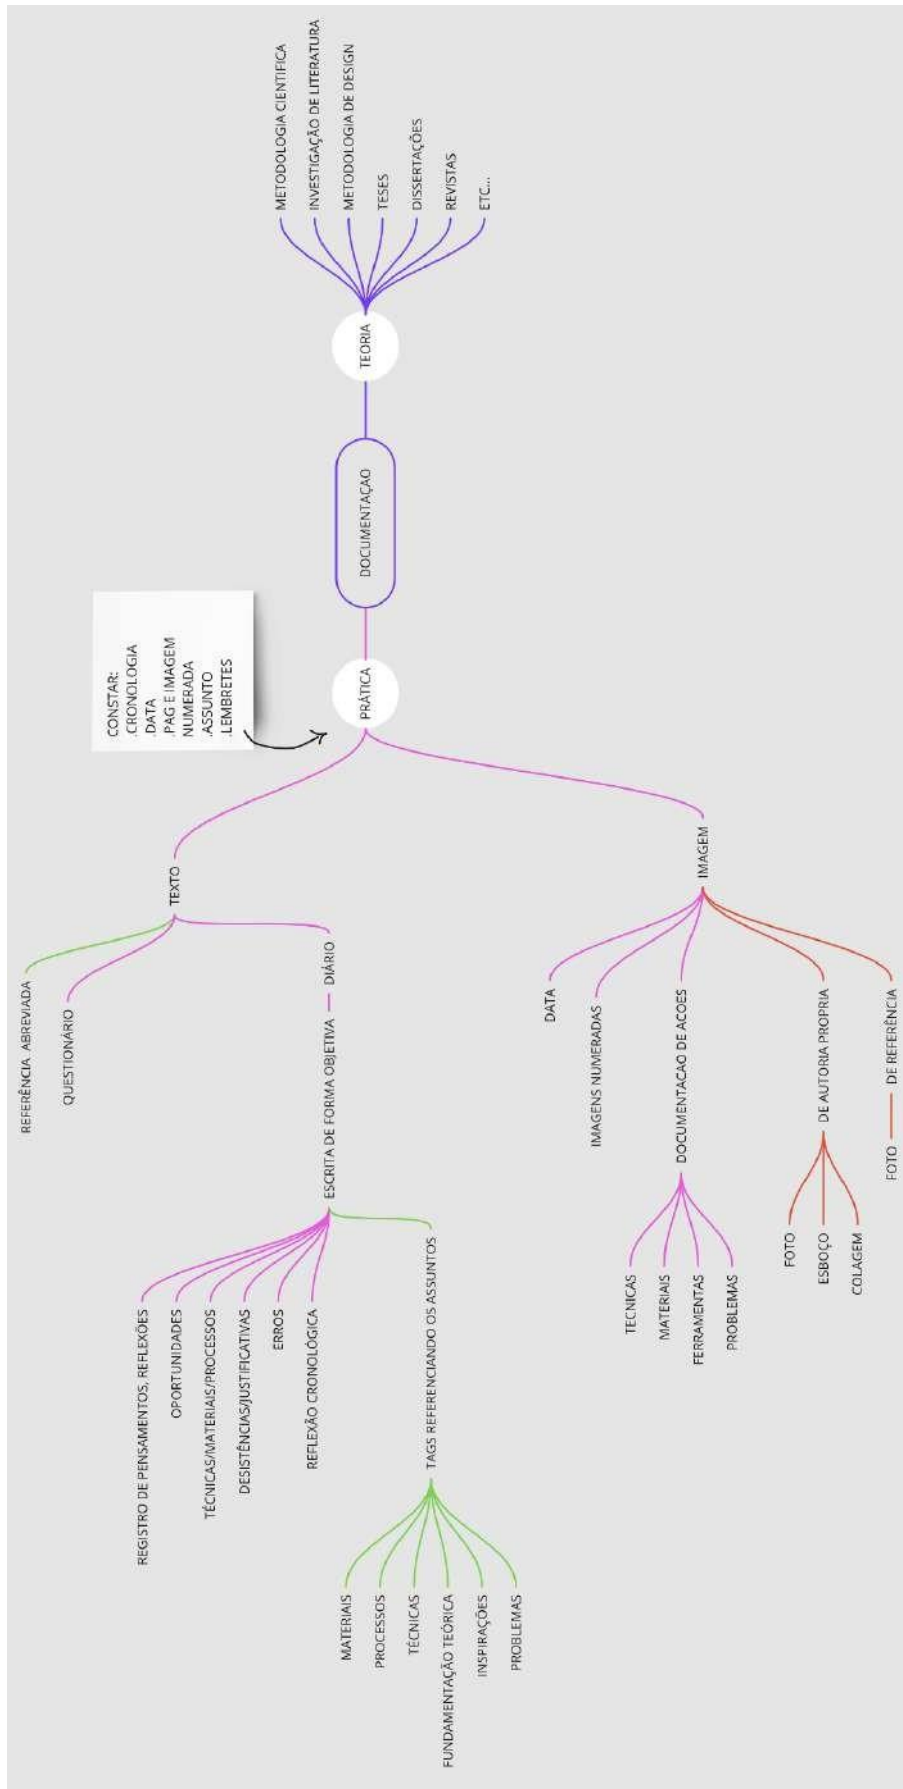 REFERÊNCIA ABREVIADA
QUESTIONÁRIO
REGISTRO DE PENSAMENTOS, REFLEXÕES
OPORTUNIDADES
TÉCNICAS/MATERIAIS/PROCESSOS
DESISTÊNCIAS/JUSTIFICATIVAS
ERROS
REFLEXÃO CRONOLÓGICA
ESCRITA DE FORMA OBJETIVA
DIÁRIO
TEXTO
MATERIAIS
PROCESSOS
TÉCNICAS
FUNDAMENTAÇÃO TEÓRICA
INSPIRAÇÕES
PROBLEMAS
TAGS REFERENCIANDO OS ASSUNTOS
CONSTAR:
.CRONOLOGIA
.DATA
.PAG E IMAGEM
NUMERADA
.ASSUNTO
.LEMBRETES
PRÁTICA
DOCUMENTAÇAO
TEORIA
METODOLOGIA CIENTIFICA
INVESTIGAÇÃO DE LITERATURA
METODOLOGIA DE DESIGN
TESES
DISSERTAÇÕES
REVISTAS
ETC...
DATA
IMAGENS NUMERADAS
TECNICAS
MATERIAIS
FERRAMENTAS
PROBLEMAS
DOCUMENTACAO DE ACOES
IMAGEM
FOTO
ESBOÇO
COLAGEM
DE AUTORIA PROPRIA
FOTO
DE REFERÊNCIA